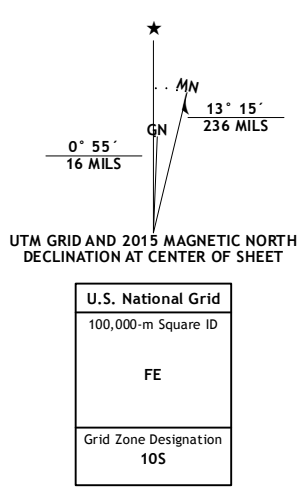 ★
MN
13° 15´
236 MILS
GN
0° 55´
16 MILS
UTM GRID AND 2015 MAGNETIC NORTH
DECLINATION AT CENTER OF SHEET
U.S. National Grid
100,000-m Square ID
FE
Grid Zone Designation
10S